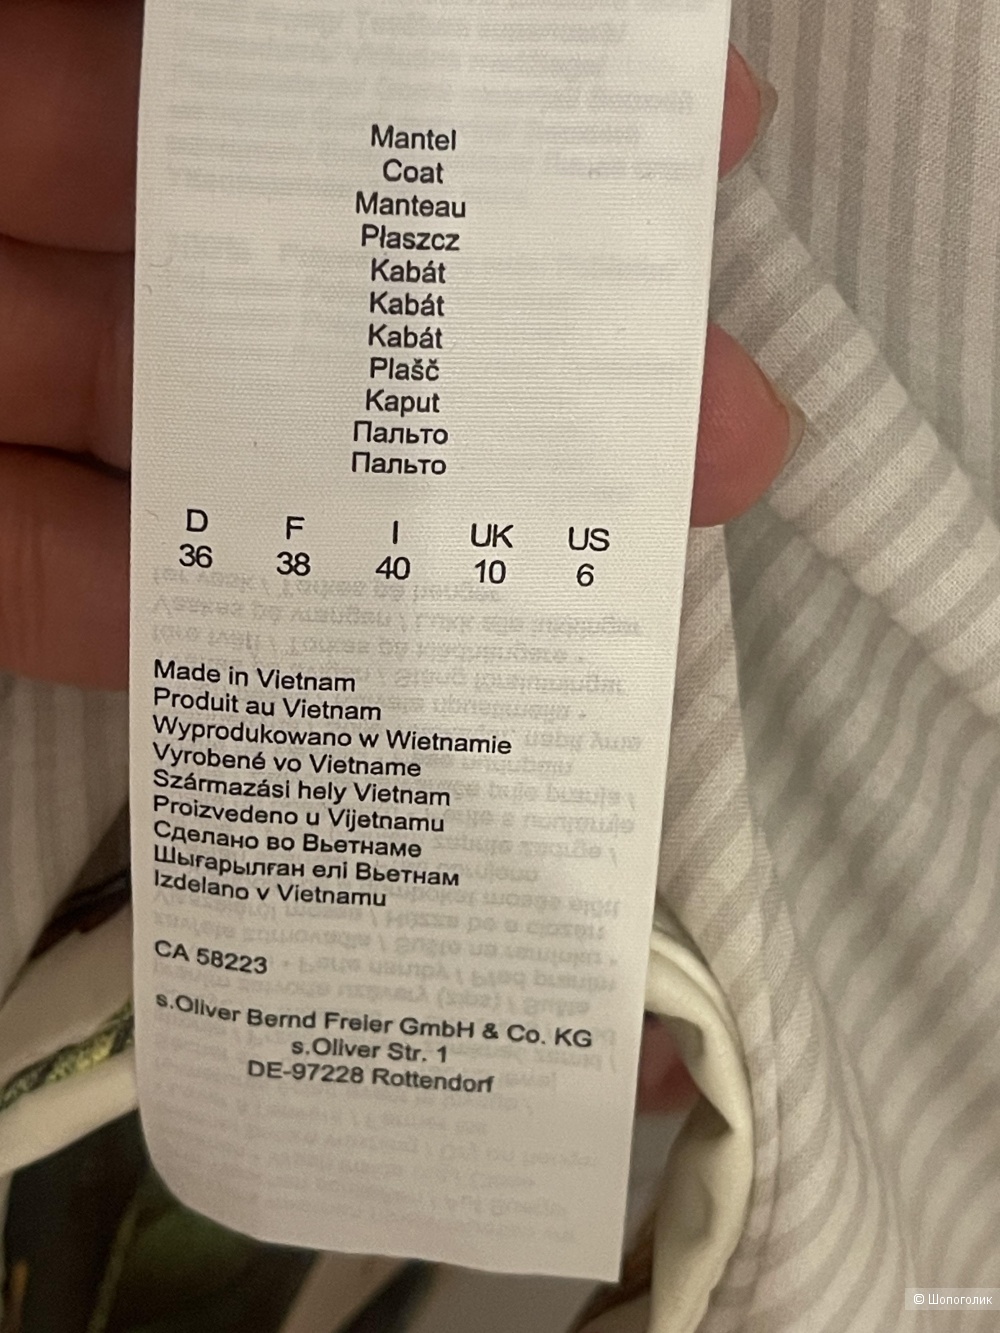 Mantel
Coat
Manteau
Płaszcz
Kabát
Kabát
Kabát
Plašč
Kaput
Пальто
Пальто
D F I UK US
36 38 40 10 6
Made in Vietnam
Produit au Vietnam
Wyprodukowano w Wietnamie
Vyrobené vo Vietname
Származási hely Vietnam
Proizvedeno u Vijetnamu
Сделано во Вьетнаме
Шығарылған елі Вьетнам
Izdelano v Vietnamu
CA 58223
s.Oliver Bernd Freier GmbH & Co. KG
s.Oliver Str. 1
DE-97228 Rottendorf
© Шопоголик